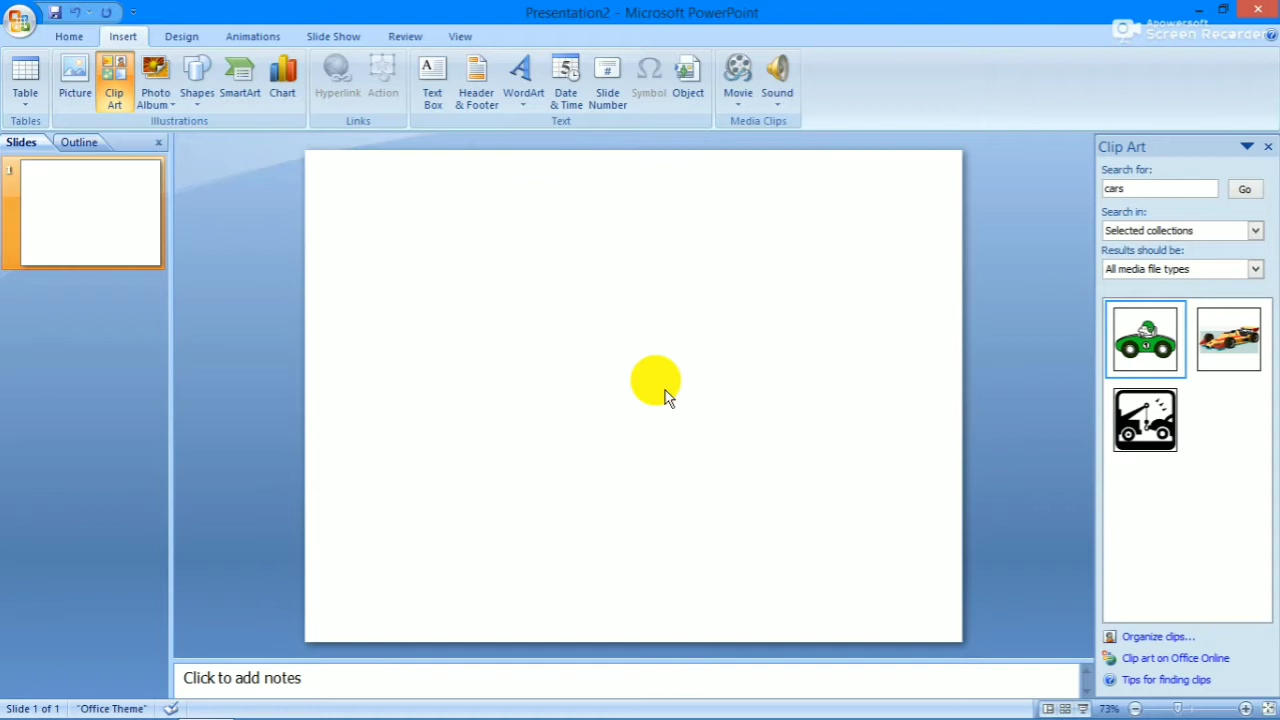 Presentation2 - Microsoft PowerPoint
Apowersoft
Screen Recorder
Home Insert Design Animations Slide Show Review View
Table
Picture
Clip
Art
Photo
Album
Shapes
SmartArt
Chart
Hyperlink
Action
Text
Box
Header
& Footer
WordArt
Date
& Time
Slide
Number
Symbol
Object
Movie
Sound
Tables Illustrations Links Text Media Clips
Slides Outline
1
Clip Art
Search for:
cars Go
Search in:
Selected collections
Results should be:
All media file types
Organize clips...
Clip art on Office Online
Tips for finding clips
Click to add notes
Slide 1 of 1 "Office Theme" 73%